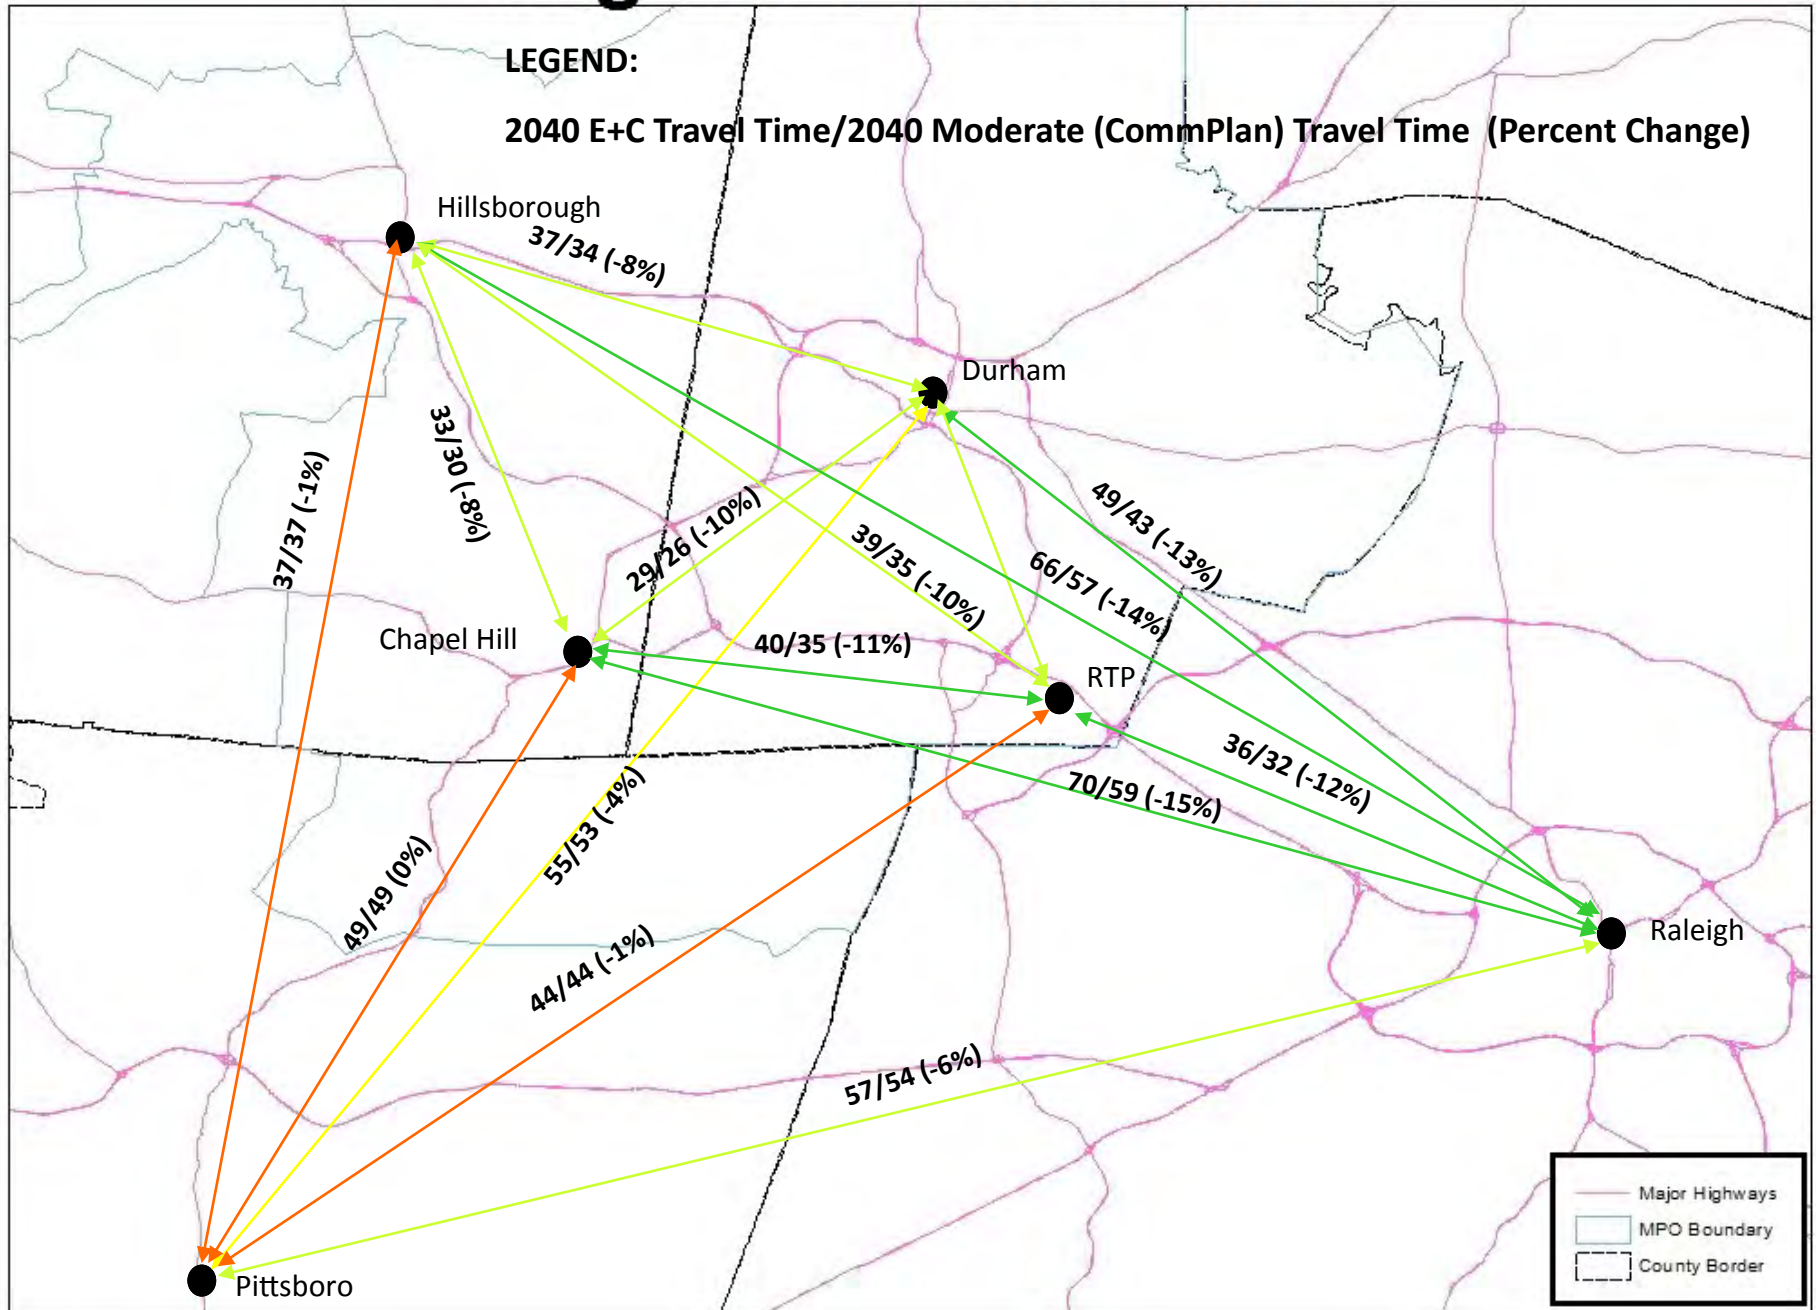 LEGEND:
2040 E+C Travel Time/2040 Moderate (CommPlan) Travel Time (Percent Change)
Hillsborough
37/34 (-8%)
Durham
33/30 (-8%)
37/37 (-1%)
29/26 (-10%)
39/35 (-10%)
49/43 (-13%)
66/57 (-14%)
Chapel Hill
40/35 (-11%)
RTP
36/32 (-12%)
70/59 (-15%)
55/53 (-4%)
49/49 (0%)
44/44 (-1%)
Raleigh
57/54 (-6%)
Pittsboro
Major Highways
MPO Boundary
County Border